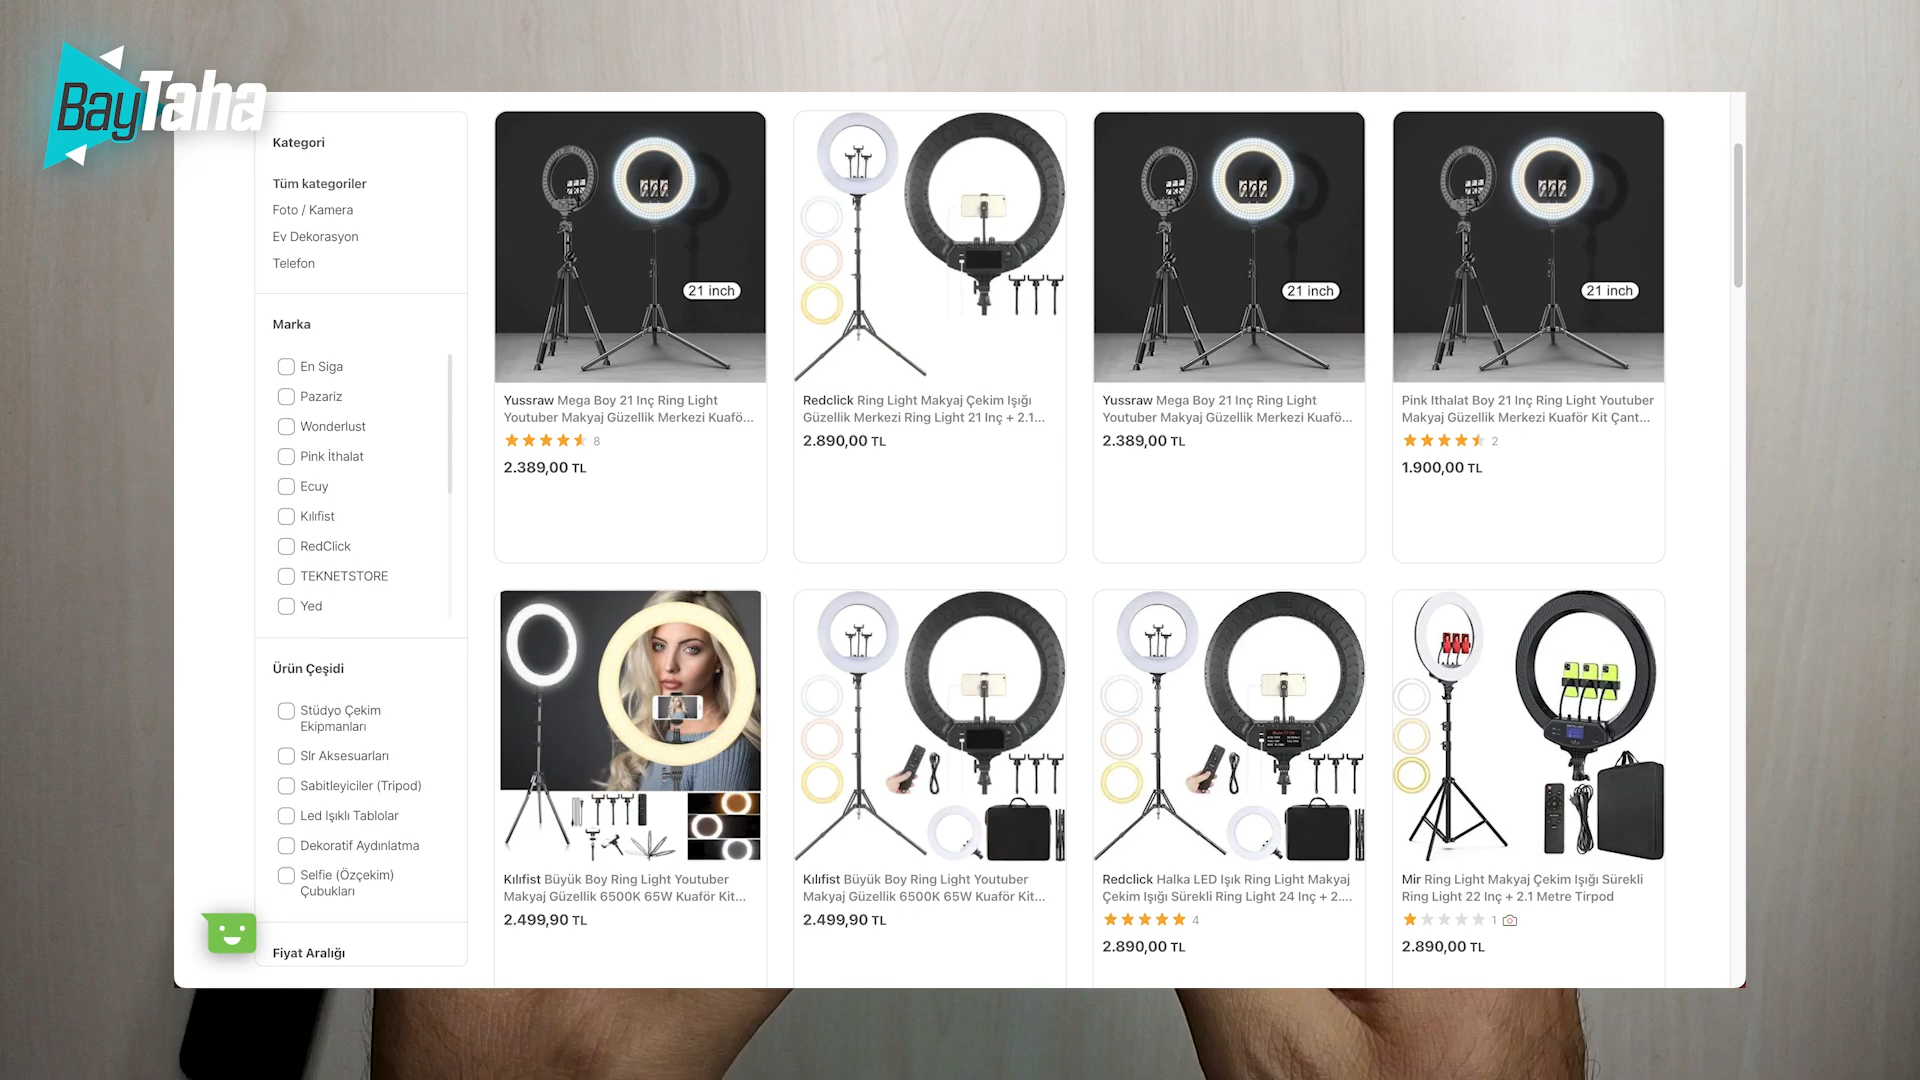 BayTaha
Kategori
Tüm kategoriler
Foto / Kamera
Ev Dekorasyon
Telefon
Marka
En Siga
Pazariz
Wonderlust
Pink İthalat
Ecuy
Kılıfist
RedClick
TEKNETSTORE
Yed
Ürün Çeşidi
Stüdyo Çekim
Ekipmanları
Slr Aksesuarları
Sabitleyiciler (Tripod)
Led Işıklı Tablolar
Dekoratif Aydınlatma
Selfie (Özçekim)
Çubukları
Fiyat Aralığı
21 inch
Yussraw Mega Boy 21 Inç Ring Light
Youtuber Makyaj Güzellik Merkezi Kuafö...
8
2.389,00 TL
Redclick Ring Light Makyaj Çekim Işığı
Güzellik Merkezi Ring Light 21 Inç + 2.1...
2.890,00 TL
21 inch
Yussraw Mega Boy 21 Inç Ring Light
Youtuber Makyaj Güzellik Merkezi Kuafö...
2.389,00 TL
21 inch
Pink Ithalat Boy 21 Inç Ring Light Youtuber
Makyaj Güzellik Merkezi Kuaför Kit Çant...
2
1.900,00 TL
Kılıfist Büyük Boy Ring Light Youtuber
Makyaj Güzellik 6500K 65W Kuaför Kit...
2.499,90 TL
Kılıfist Büyük Boy Ring Light Youtuber
Makyaj Güzellik 6500K 65W Kuaför Kit...
2.499,90 TL
Redclick Halka LED Işık Ring Light Makyaj
Çekim Işığı Sürekli Ring Light 24 Inç + 2....
4
2.890,00 TL
Mir Ring Light Makyaj Çekim Işığı Sürekli
Ring Light 22 Inç + 2.1 Metre Tirpod
1
2.890,00 TL